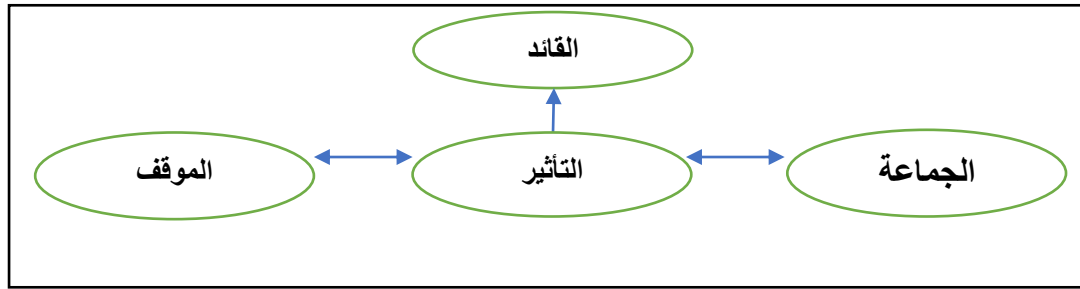 القائد
الجماعة
التأثير
الموقف